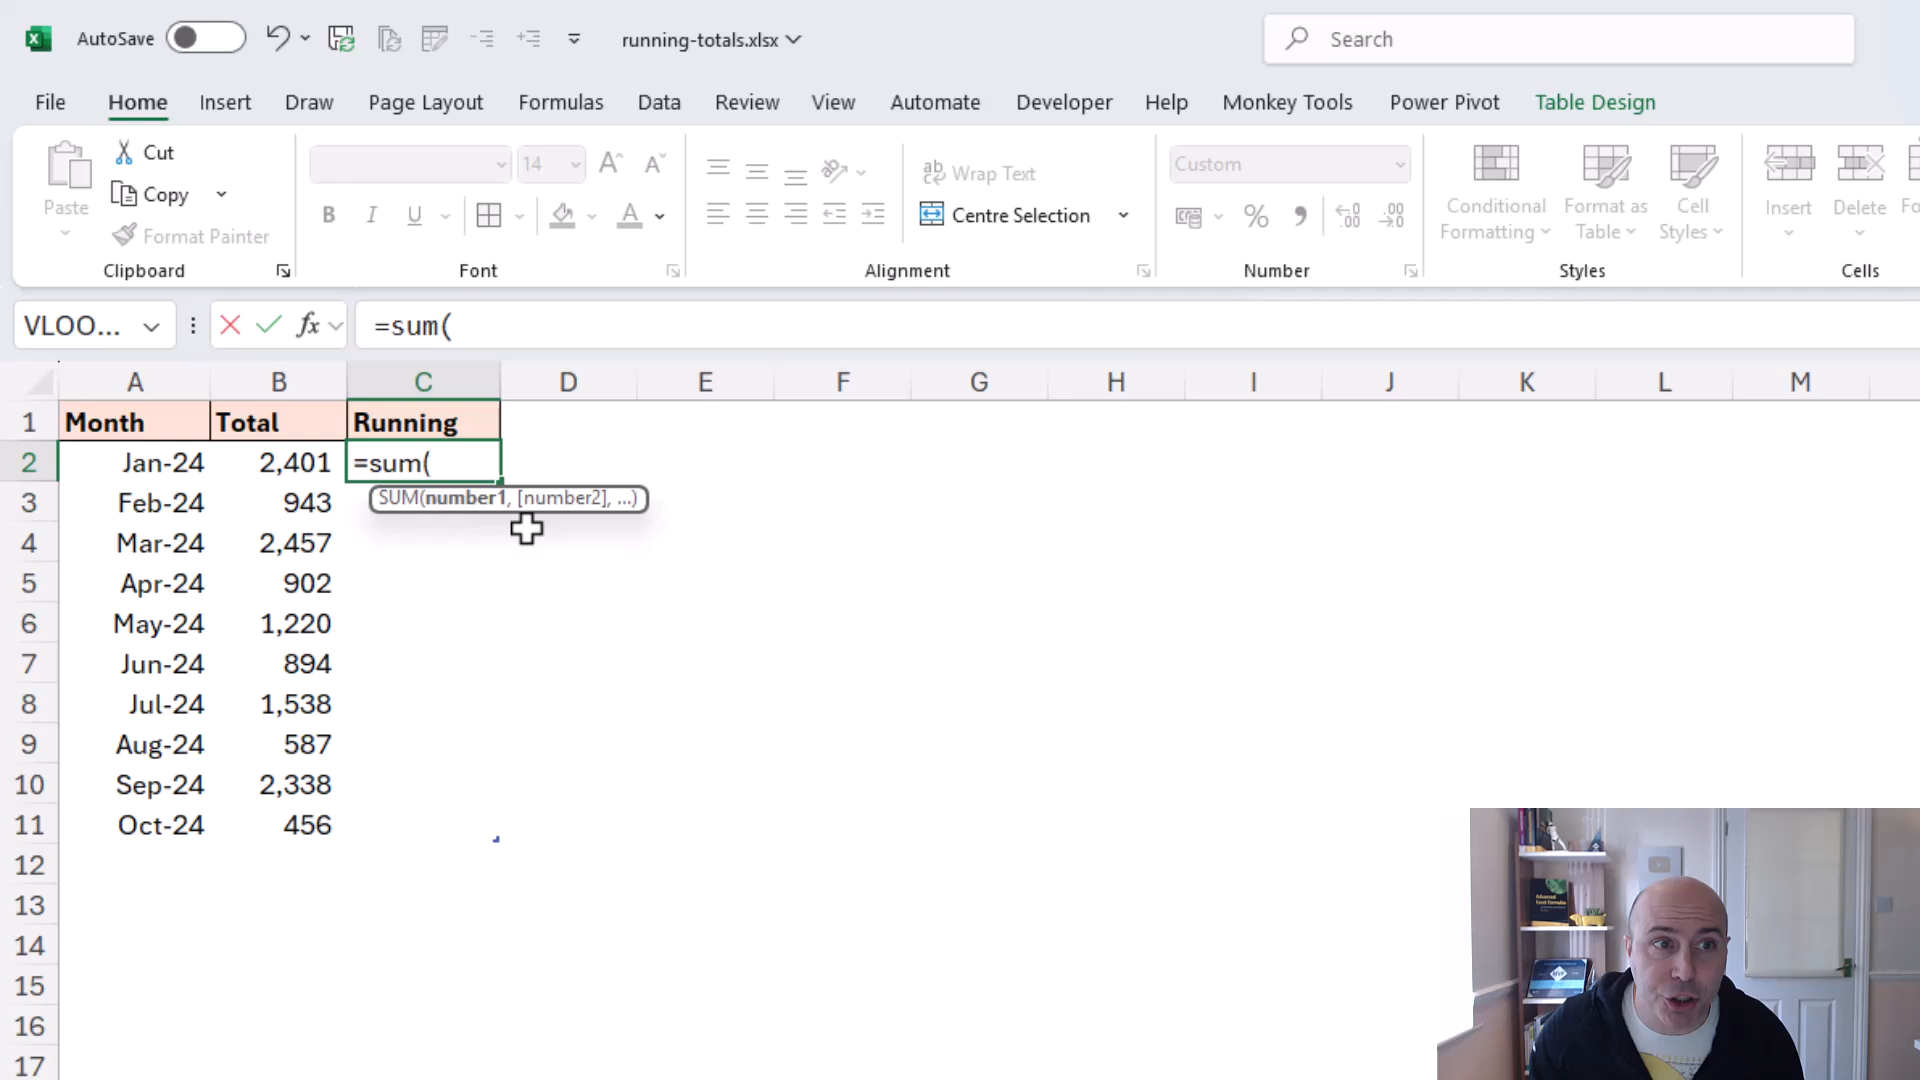 AutoSave
running-totals.xlsx
Search
File Home Insert Draw Page Layout Formulas Data Review View Automate Developer Help Monkey Tools Power Pivot Table Design
Paste
Cut
Copy
Format Painter
Clipboard
14
B I U
Font
Wrap Text
Centre Selection
Alignment
Custom
Number
Conditional Formatting
Format as Table
Cell Styles
Styles
Insert
Delete
Fo
Cells
VLOO...
fx
=sum(
A B C D E F G H I J K L M
1 Month Total Running
2 Jan-24 2,401 =sum(
SUM(number1, [number2], ...)
3 Feb-24 943
4 Mar-24 2,457
5 Apr-24 902
6 May-24 1,220
7 Jun-24 894
8 Jul-24 1,538
9 Aug-24 587
10 Sep-24 2,338
11 Oct-24 456
12
13
14
15
16
17
Advanced
Excel Formulas
MVP